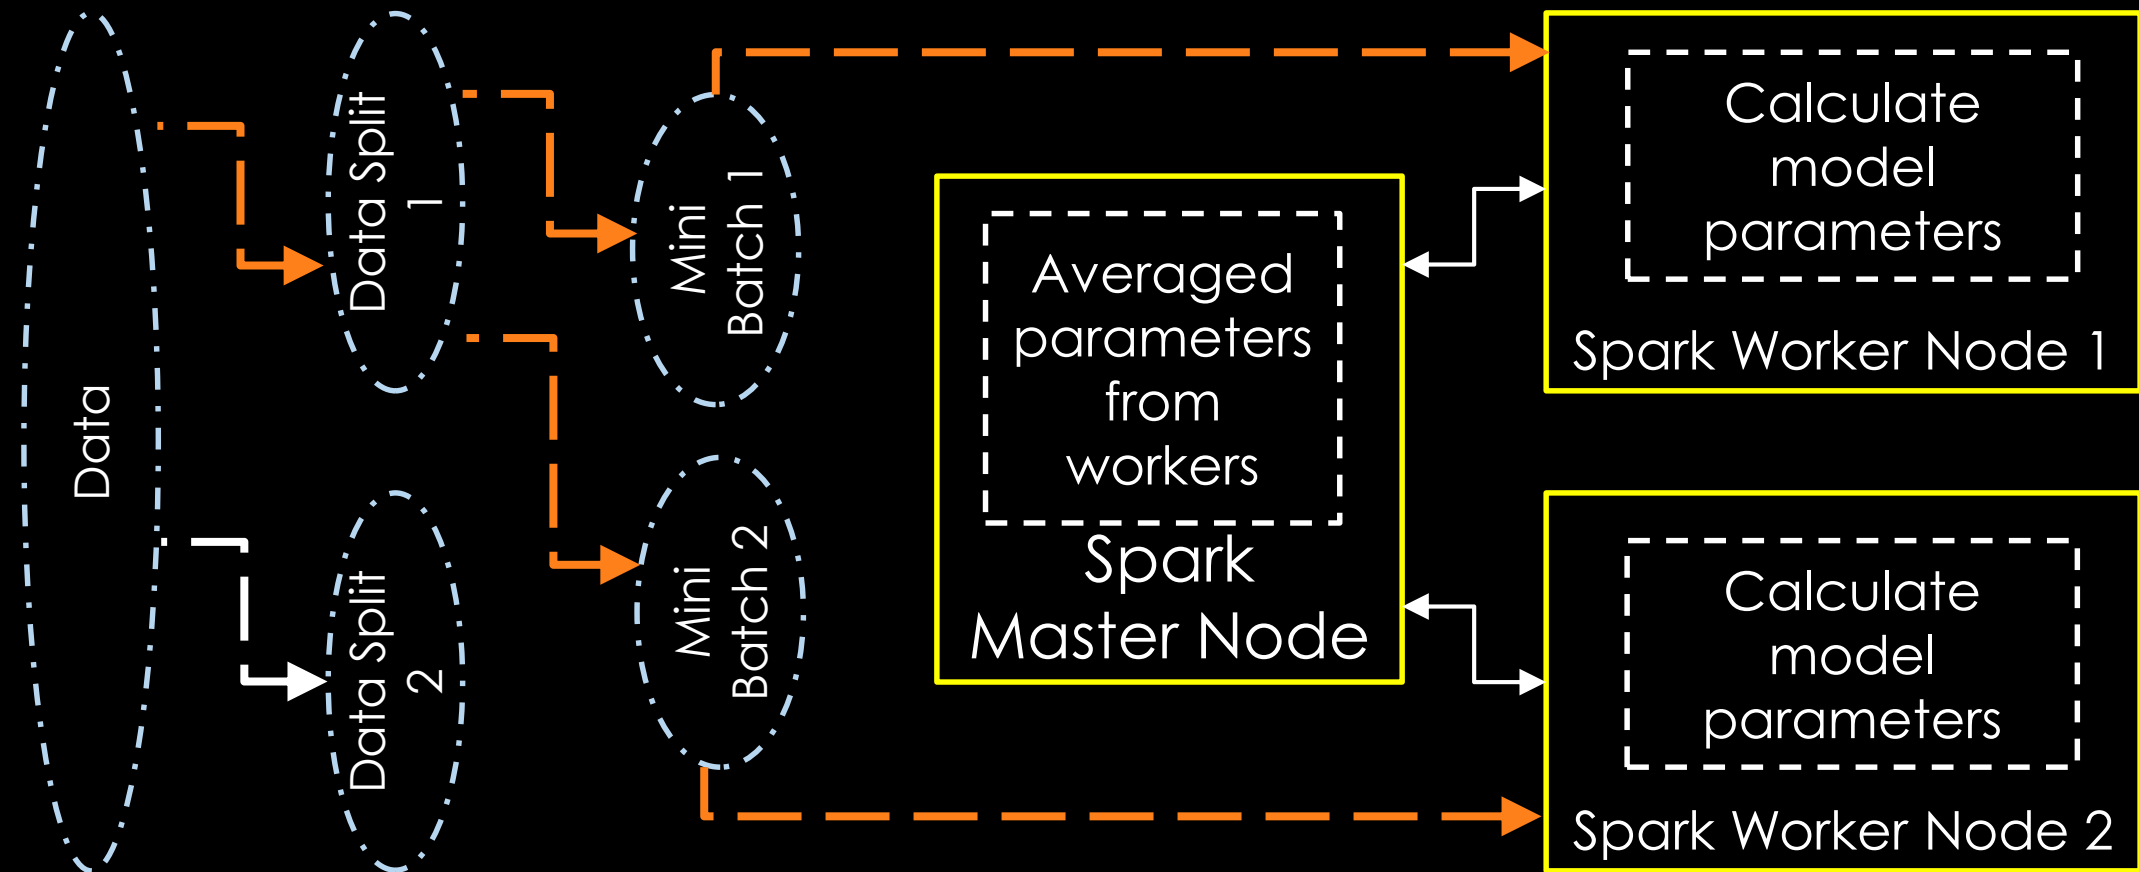 Data
Data Split
1
Data Split
2
Mini
Batch 1
Mini
Batch 2
Averaged
parameters
from
workers
Spark
Master Node
Calculate
model
parameters
Spark Worker Node 1
Calculate
model
parameters
Spark Worker Node 2